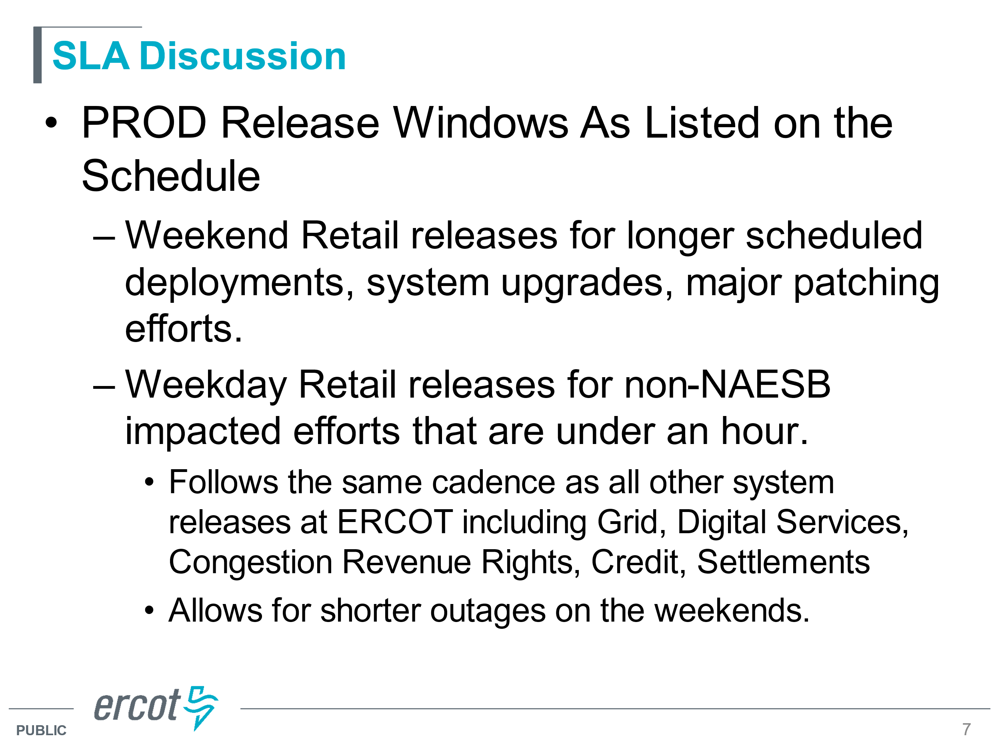 SLA Discussion
• PROD Release Windows As Listed on the
Schedule
– Weekend Retail releases for longer scheduled
deployments, system upgrades, major patching
efforts.
– Weekday Retail releases for non-NAESB
impacted efforts that are under an hour.
• Follows the same cadence as all other system
releases at ERCOT including Grid, Digital Services,
Congestion Revenue Rights, Credit, Settlements
• Allows for shorter outages on the weekends.
ercot
PUBLIC
7